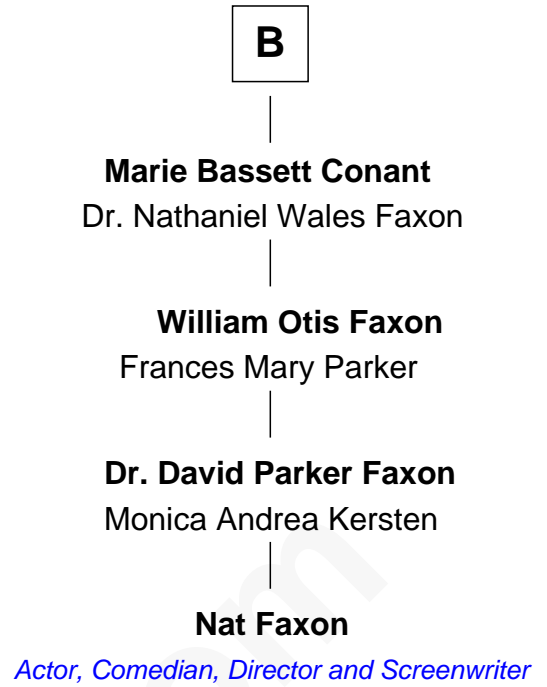 B
Marie Bassett Conant
Dr. Nathaniel Wales Faxon
William Otis Faxon
Frances Mary Parker
Dr. David Parker Faxon
Monica Andrea Kersten
Nat Faxon
Actor, Comedian, Director and Screenwriter